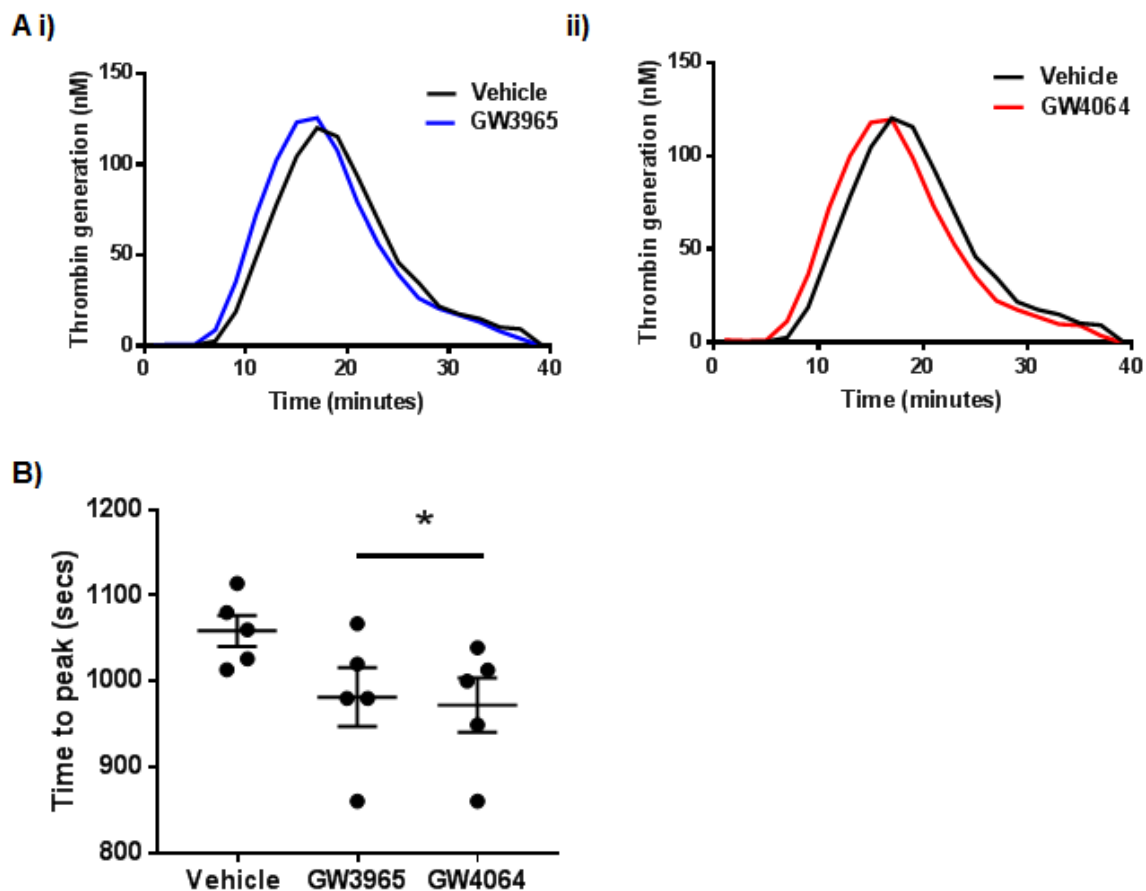 A i)
150
100
50
0
Thrombin generation (nM)
Vehicle
GW3965
0 10 20 30 40
Time (minutes)
ii)
150
100
50
0
Thrombin generation (nM)
Vehicle
GW4064
0 10 20 30 40
Time (minutes)
B)
1200
1100
1000
900
800
Time to peak (secs)
*
Vehicle GW3965 GW4064